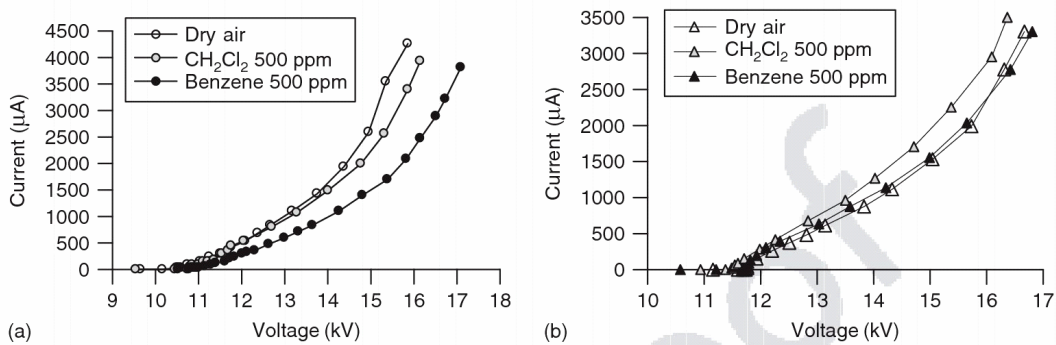 4500
4000
3500
3000
2500
2000
1500
1000
500
0
Current (µA)
Dry air
CH2Cl2 500 ppm
Benzene 500 ppm
9 10 11 12 13 14 15 16 17 18
(a)
Voltage (kV)
3500
3000
2500
2000
1500
1000
500
0
Current (µA)
Dry air
CH2Cl2 500 ppm
Benzene 500 ppm
10 11 12 13 14 15 16 17
(b)
Voltage (kV)